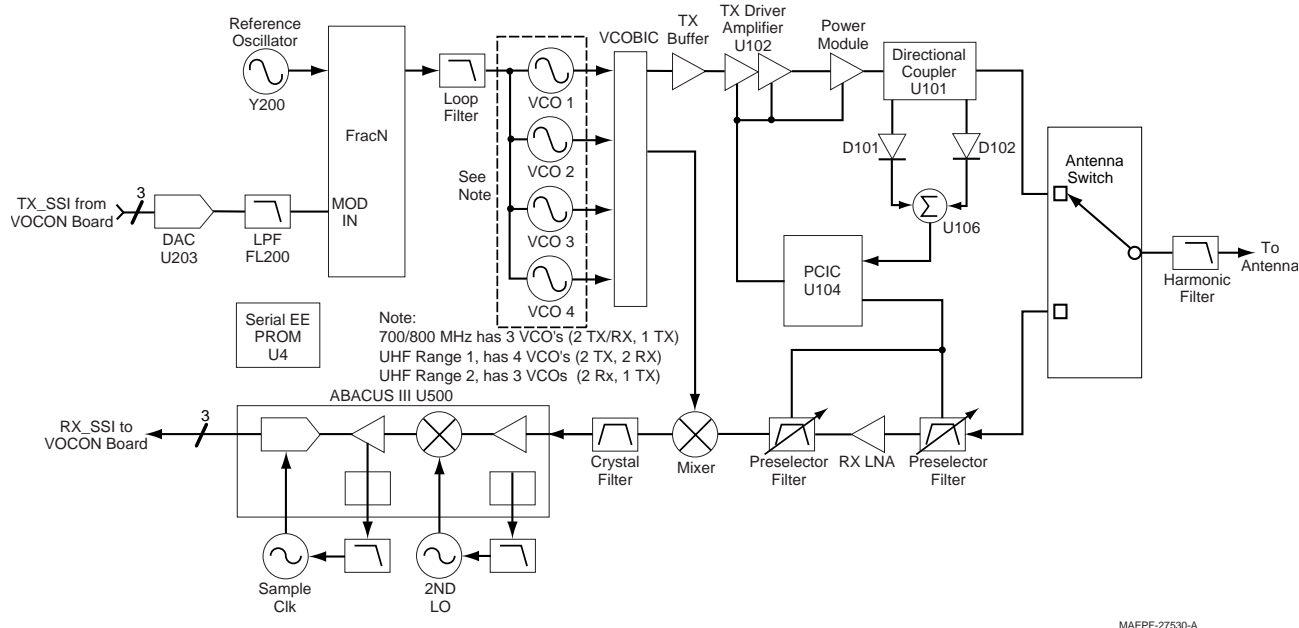 Reference
Oscillator
Y200
FracN
MOD
IN
TX_SSI from
VOCON Board
3
DAC
U203
LPF
FL200
Loop
Filter
See
Note
VCO 1
VCO 2
VCO 3
VCO 4
VCOBIC
TX
Buffer
TX Driver
Amplifier
U102
Power
Module
Directional
Coupler
U101
D101
D102
Σ
U106
PCIC
U104
Antenna
Switch
Harmonic
Filter
To
Antenna
Serial EE
PROM
U4
Note:
700/800 MHz has 3 VCO's (2 TX/RX, 1 TX)
UHF Range 1, has 4 VCO's (2 TX, 2 RX)
UHF Range 2, has 3 VCOs (2 Rx, 1 TX)
ABACUS III U500
RX_SSI to
VOCON Board
3
Crystal
Filter
Mixer
Preselector
Filter
RX LNA
Preselector
Filter
Sample
Clk
2ND
LO
MAEPF-27530-A